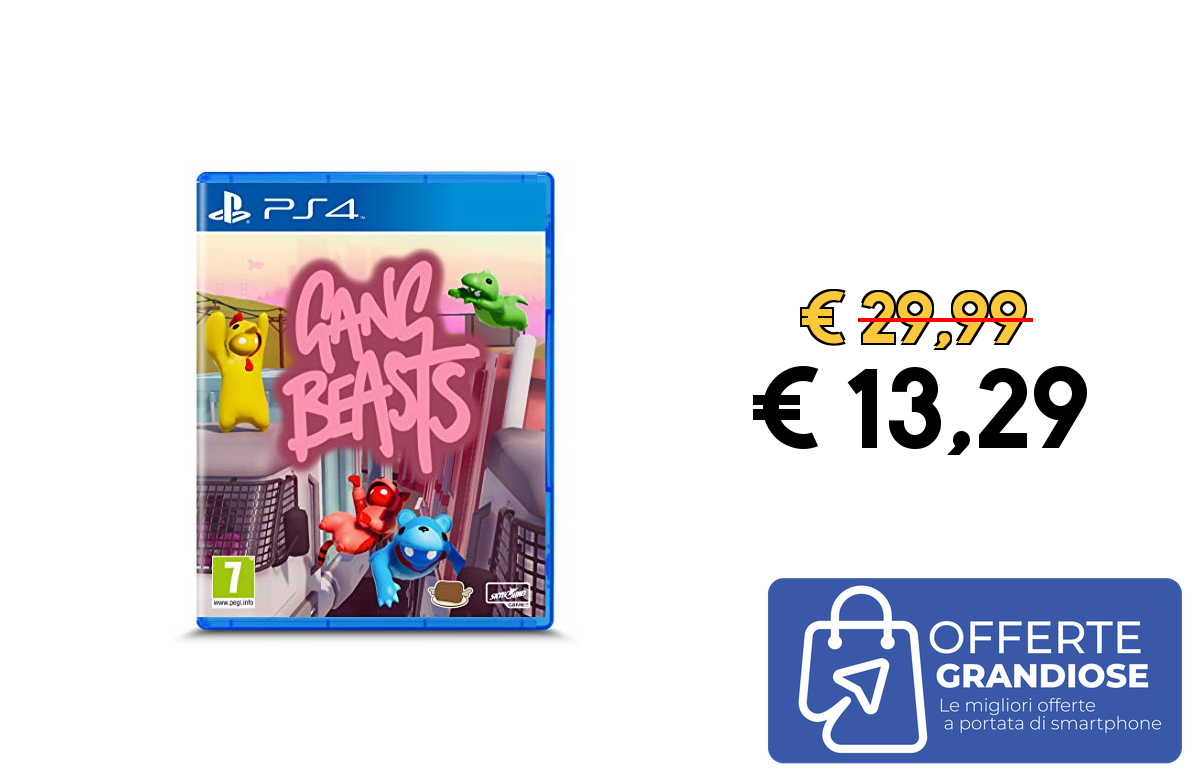 PS4
GANG
BEASTS
7
www.pegi.info
€ 29,99
€ 13,29
OFFERTE
GRANDIOSE
Le migliori offerte
a portata di smartphone